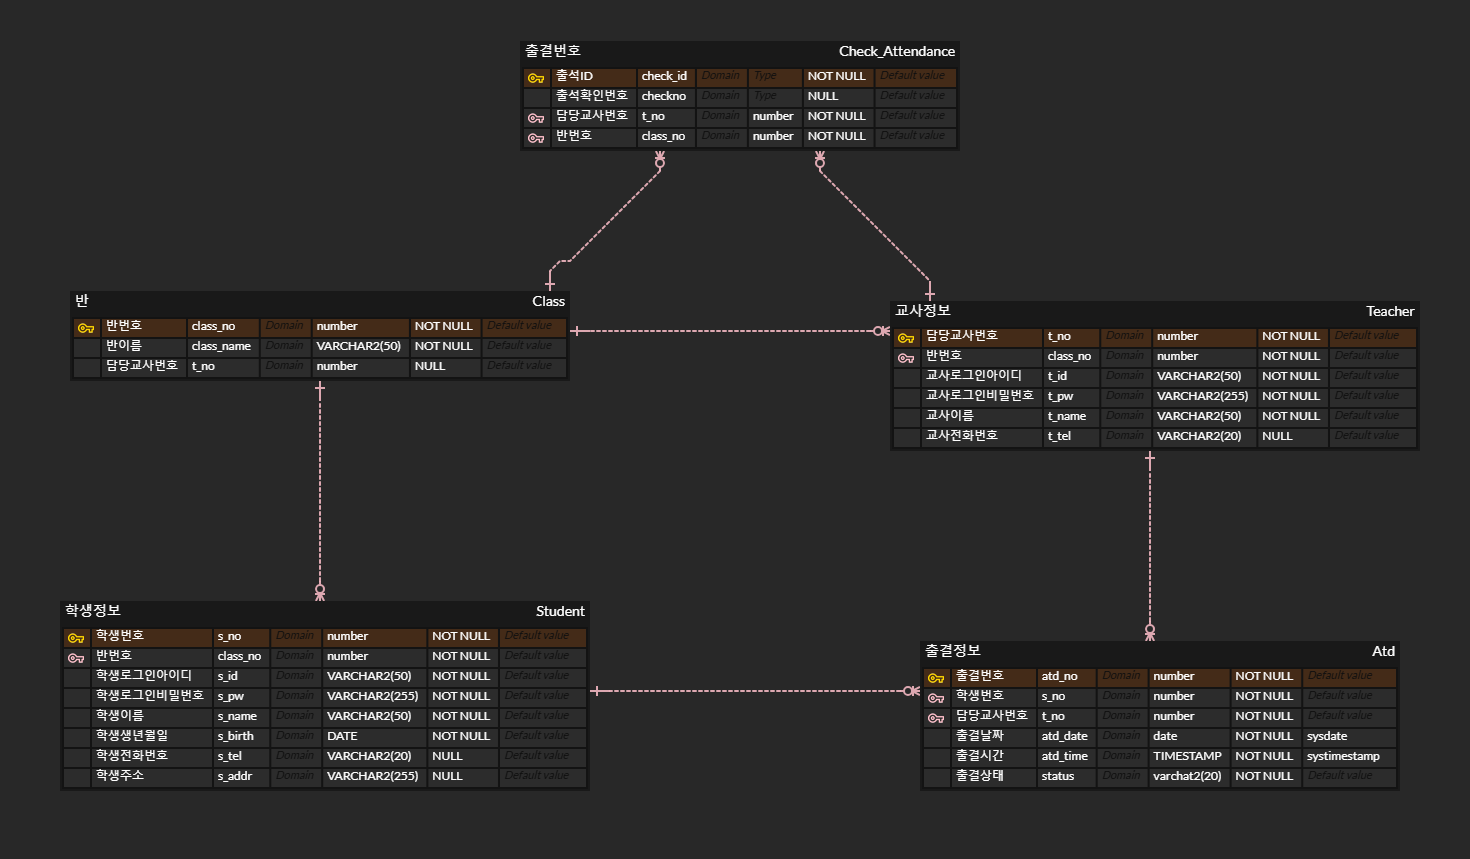 출결번호 Check_Attendance
출석ID check_id Domain Type NOT NULL Default value
출석확인번호 checkno Domain Type NULL Default value
담당교사번호 t_no Domain number NOT NULL Default value
반번호 class_no Domain number NOT NULL Default value
반 Class
반번호 class_no Domain number NOT NULL Default value
반이름 class_name Domain VARCHAR2(50) NOT NULL Default value
담당교사번호 t_no Domain number NULL Default value
교사정보 Teacher
담당교사번호 t_no Domain number NOT NULL Default value
반번호 class_no Domain number NOT NULL Default value
교사로그인아이디 t_id Domain VARCHAR2(50) NOT NULL Default value
교사로그인비밀번호 t_pw Domain VARCHAR2(255) NOT NULL Default value
교사이름 t_name Domain VARCHAR2(50) NOT NULL Default value
교사전화번호 t_tel Domain VARCHAR2(20) NULL Default value
학생정보 Student
학생번호 s_no Domain number NOT NULL Default value
반번호 class_no Domain number NOT NULL Default value
학생로그인아이디 s_id Domain VARCHAR2(50) NOT NULL Default value
학생로그인비밀번호 s_pw Domain VARCHAR2(255) NOT NULL Default value
학생이름 s_name Domain VARCHAR2(50) NOT NULL Default value
학생생년월일 s_birth Domain DATE NOT NULL Default value
학생전화번호 s_tel Domain VARCHAR2(20) NULL Default value
학생주소 s_addr Domain VARCHAR2(255) NULL Default value
출결정보 Atd
출결번호 atd_no Domain number NOT NULL Default value
학생번호 s_no Domain number NOT NULL Default value
담당교사번호 t_no Domain number NOT NULL Default value
출결날짜 atd_date Domain date NOT NULL sysdate
출결시간 atd_time Domain TIMESTAMP NOT NULL systimestamp
출결상태 status Domain varchat2(20) NOT NULL Default value